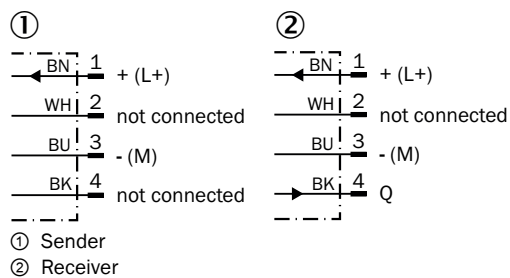 ① ②
BN 1 + (L+) BN 1 + (L+)
WH 2 not connected WH 2 not connected
BU 3 - (M) BU 3 - (M)
BK 4 not connected BK 4 Q
① Sender
② Receiver